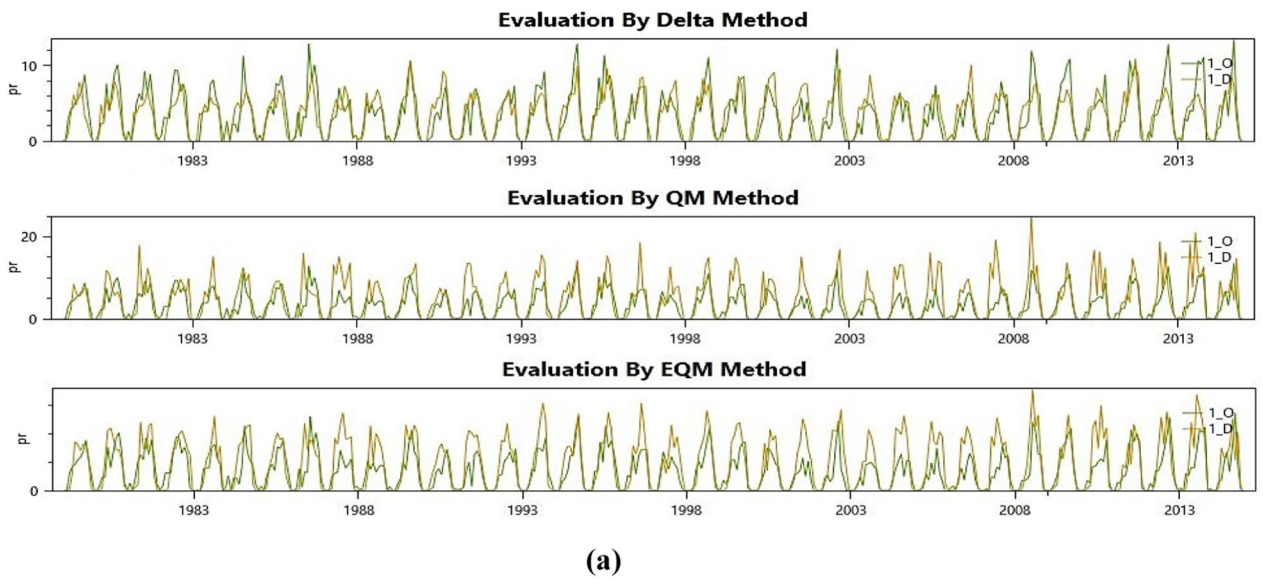 Evaluation By Delta Method
10
pr
0
1_O
1_D
1983 1988 1993 1998 2003 2008 2013
Evaluation By QM Method
20
pr
0
1_O
1_D
1983 1988 1993 1998 2003 2008 2013
Evaluation By EQM Method
pr
0
1_O
1_D
1983 1988 1993 1998 2003 2008 2013
(a)